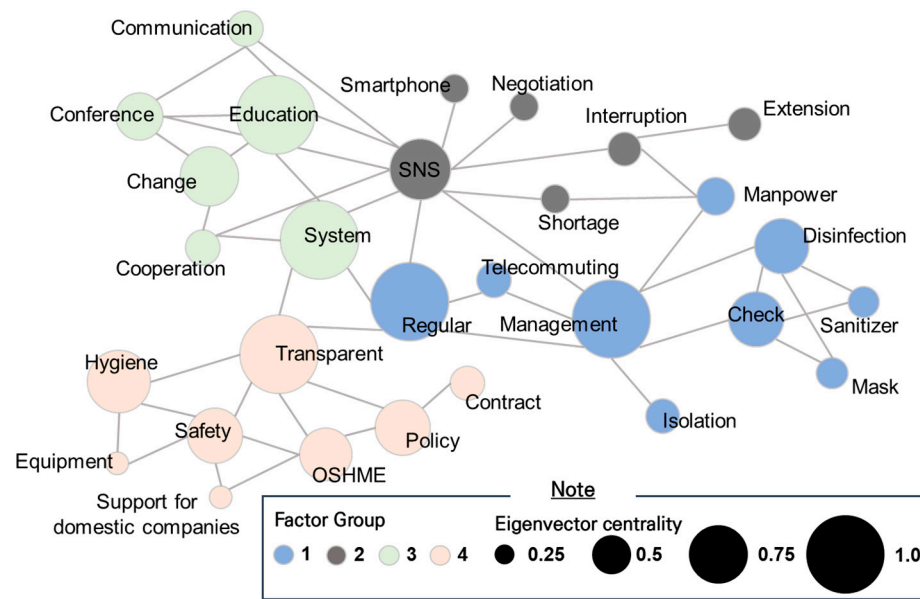 Communication
Smartphone
Negotiation
Conference
Education
Interruption
Extension
SNS
Change
Manpower
Shortage
System
Disinfection
Cooperation
Telecommuting
Regular
Management
Check
Sanitizer
Transparent
Hygiene
Mask
Contract
Isolation
Safety
Policy
Equipment
OSHME
Support for
domestic companies
Note
Factor Group
Eigenvector centrality
1 2 3 4
0.25 0.5 0.75 1.0